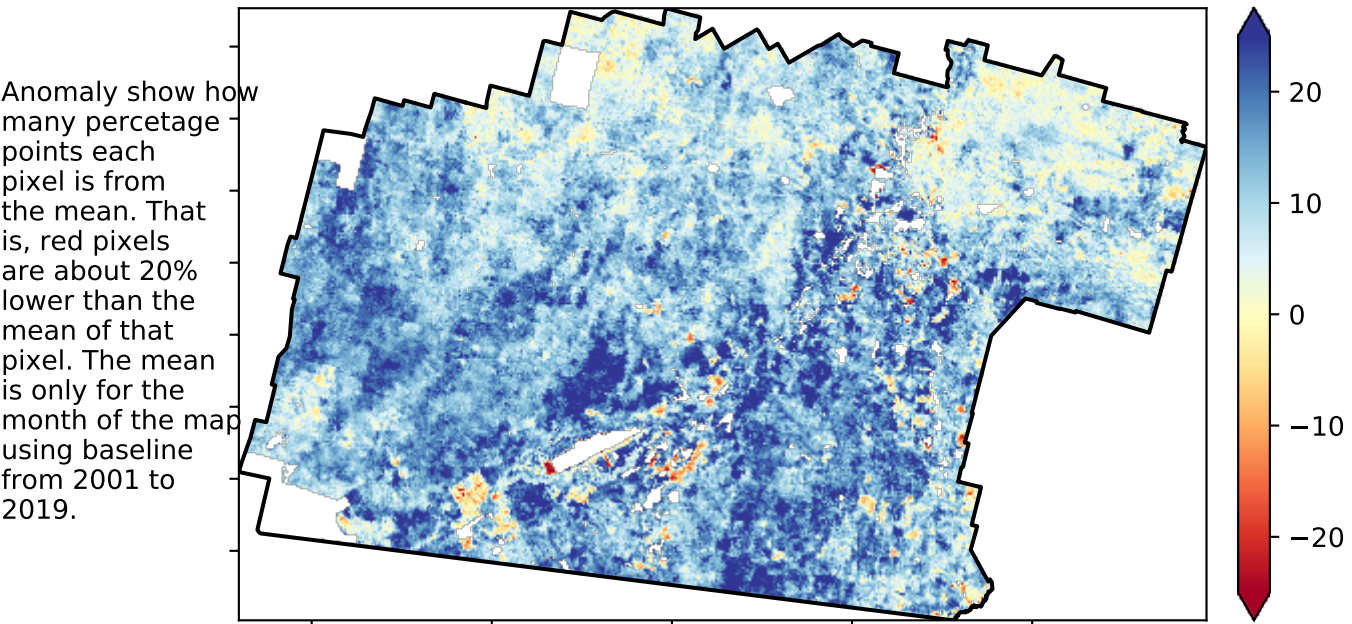 Anomaly show how
many percetage
points each
pixel is from
the mean. That
is, red pixels
are about 20%
lower than the
mean of that
pixel. The mean
is only for the
month of the map
using baseline
from 2001 to
2019.
20
10
0
−10
−20